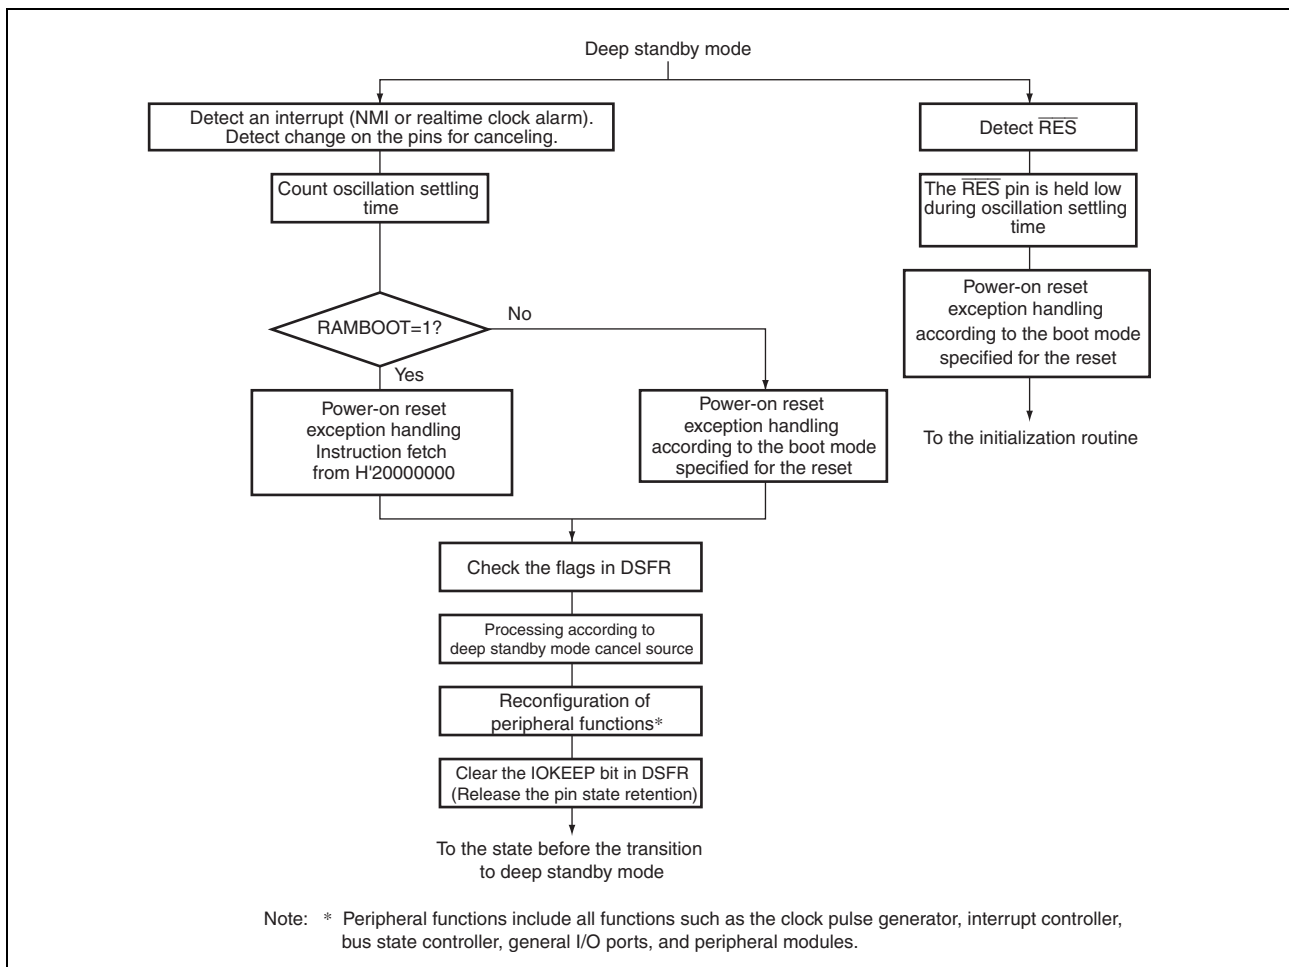 Deep standby mode
Detect an interrupt (NMI or realtime clock alarm).
Detect change on the pins for canceling.
Detect R̅E̅S̅
Count oscillation settling
time
The R̅E̅S̅ pin is held low
during oscillation settling
time
Power-on reset
exception handling
according to the boot mode
specified for the reset
To the initialization routine
RAMBOOT=1?
No
Yes
Power-on reset
exception handling
Instruction fetch
from H'20000000
Power-on reset
exception handling
according to the boot mode
specified for the reset
Check the flags in DSFR
Processing according to
deep standby mode cancel source
Reconfiguration of
peripheral functions*
Clear the IOKEEP bit in DSFR
(Release the pin state retention)
To the state before the transition
to deep standby mode
Note: * Peripheral functions include all functions such as the clock pulse generator, interrupt controller,
bus state controller, general I/O ports, and peripheral modules.